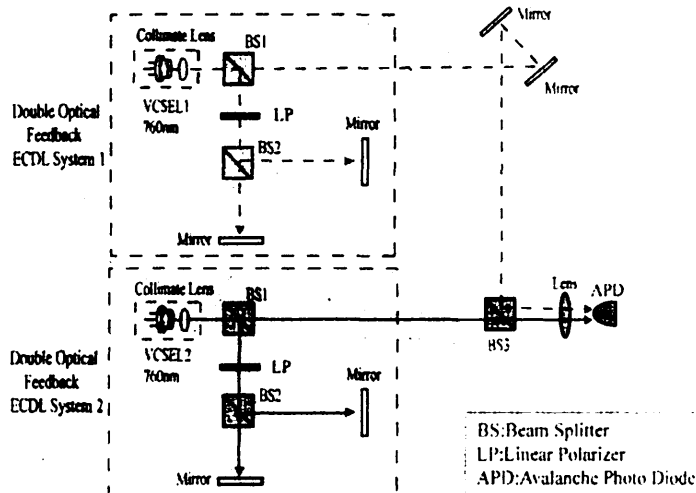 Mirror
Mirror
Collimate Lens
BS1
VCSEL1
760nm
LP
Mirror
BS2
Mirror
Double Optical
Feedback
ECDL System 1
Collimate Lens
BS1
VCSEL2
760nm
LP
Mirror
BS2
Mirror
Double Optical
Feedback
ECDL System 2
Lens
APD
BS3
BS:Beam Splitter
LP:Linear Polarizer
APD:Avalanche Photo Diode